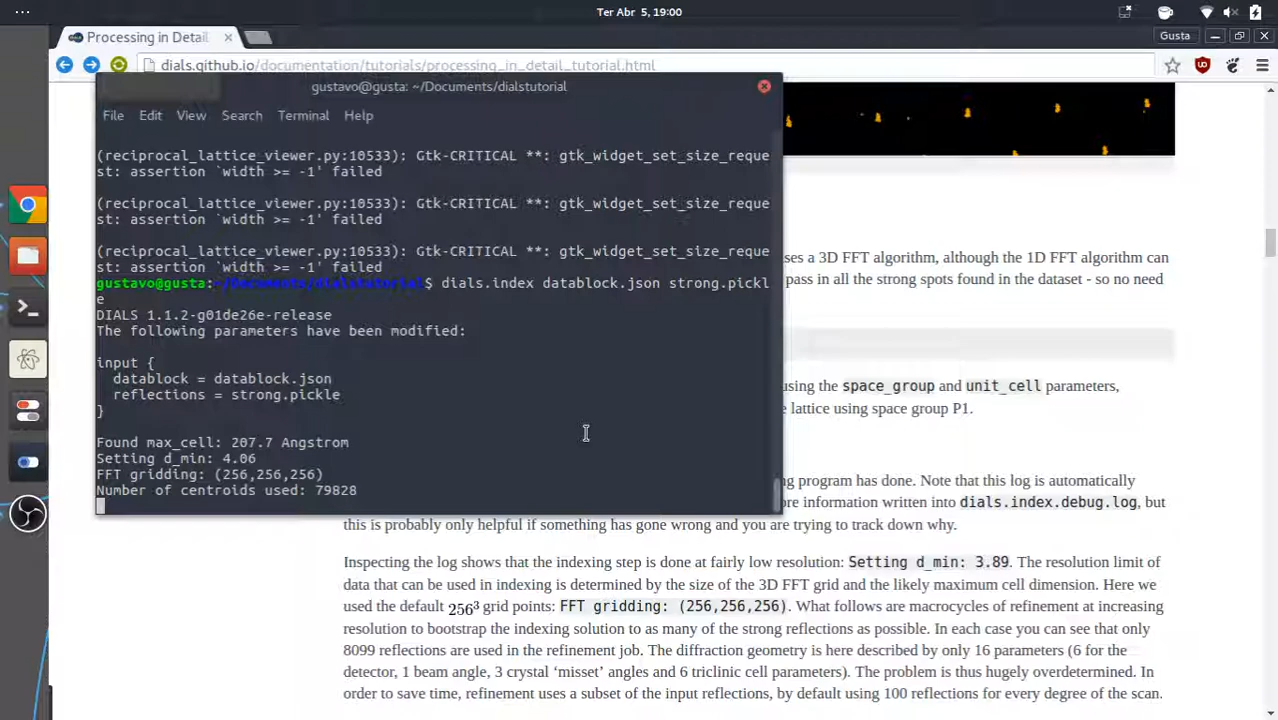 Ter Abr 5, 19:00
Processing in Detail
Gusta
dials.github.io/documentation/tutorials/processing_in_detail_tutorial.html
gustavo@gusta: ~/Documents/dialstutorial
File Edit View Search Terminal Help
(reciprocal_lattice_viewer.py:10533): Gtk-CRITICAL **: gtk_widget_set_size_reque
st: assertion `width >= -1' failed
(reciprocal_lattice_viewer.py:10533): Gtk-CRITICAL **: gtk_widget_set_size_reque
st: assertion `width >= -1' failed
(reciprocal_lattice_viewer.py:10533): Gtk-CRITICAL **: gtk_widget_set_size_reque
st: assertion `width >= -1' failed
gustavo@gusta:~/Documents/dialstutorial$ dials.index datablock.json strong.pickl
e
DIALS 1.1.2-g01de26e-release
The following parameters have been modified:
input {
datablock = datablock.json
reflections = strong.pickle
}
Found max_cell: 207.7 Angstrom
Setting d_min: 4.06
FFT gridding: (256,256,256)
Number of centroids used: 79828
ses a 3D FFT algorithm, although the 1D FFT algorithm can
pass in all the strong spots found in the dataset - so no need
using the space_group and unit_cell parameters,
e lattice using space group P1.
ng program has done. Note that this log is automatically
ore information written into dials.index.debug.log, but
this is probably only helpful if something has gone wrong and you are trying to track down why.
Inspecting the log shows that the indexing step is done at fairly low resolution: Setting d_min: 3.89. The resolution limit of
data that can be used in indexing is determined by the size of the 3D FFT grid and the likely maximum cell dimension. Here we
used the default 256³ grid points: FFT gridding: (256,256,256). What follows are macrocycles of refinement at increasing
resolution to bootstrap the indexing solution to as many of the strong reflections as possible. In each case you can see that only
8099 reflections are used in the refinement job. The diffraction geometry is here described by only 16 parameters (6 for the
detector, 1 beam angle, 3 crystal ‘misset’ angles and 6 triclinic cell parameters). The problem is thus hugely overdetermined. In
order to save time, refinement uses a subset of the input reflections, by default using 100 reflections for every degree of the scan.